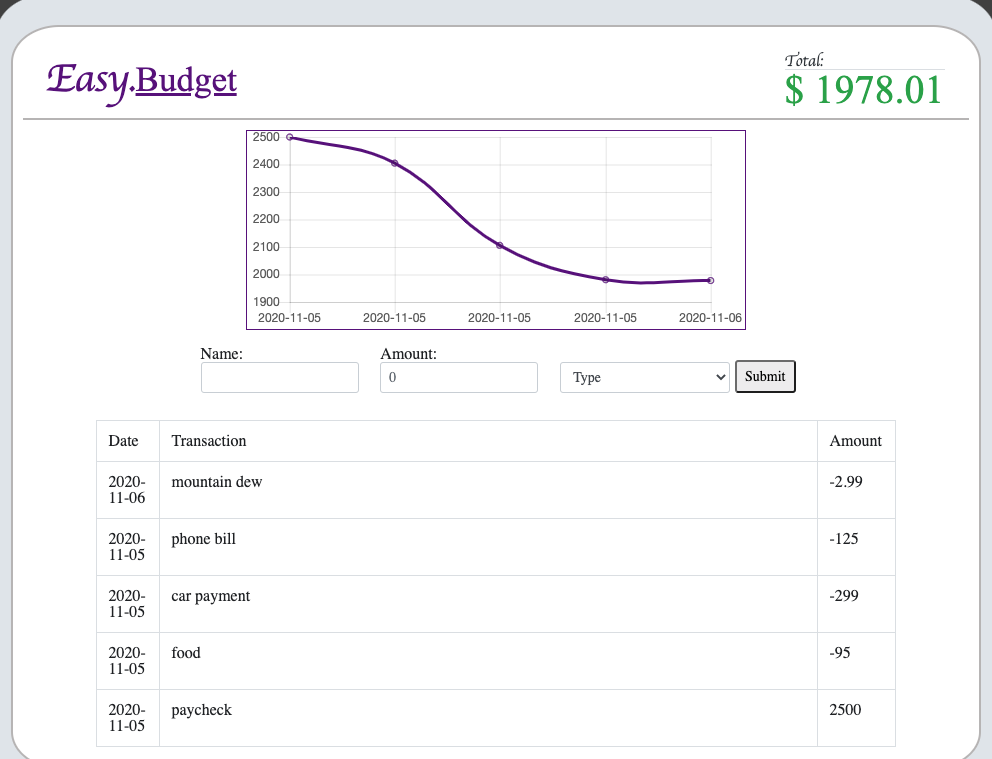 Easy.Budget
Total:
$ 1978.01
2500
2400
2300
2200
2100
2000
1900
2020-11-05 2020-11-05 2020-11-05 2020-11-05 2020-11-06
Name: Amount:
0 Type Submit
Date Transaction Amount
2020-
11-06 mountain dew -2.99
2020-
11-05 phone bill -125
2020-
11-05 car payment -299
2020-
11-05 food -95
2020-
11-05 paycheck 2500